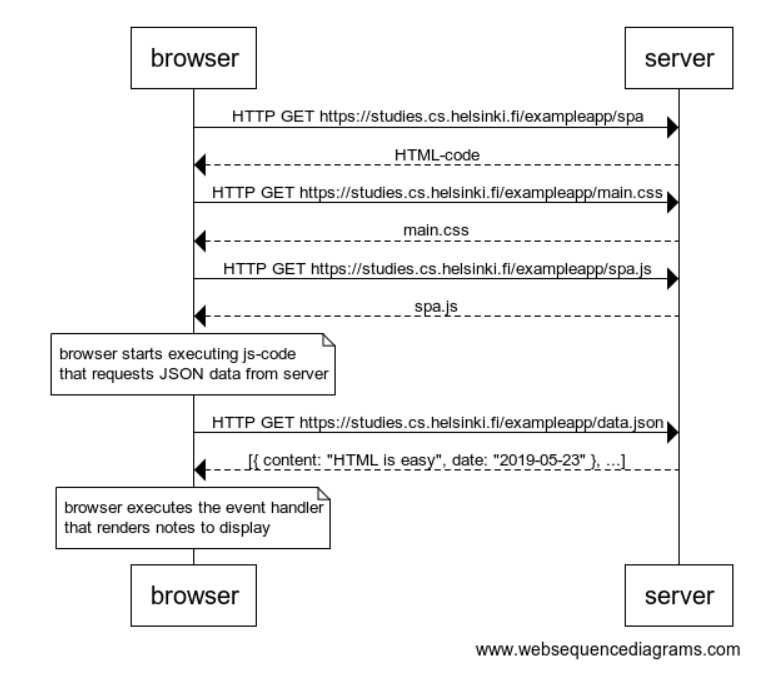 browser
server
HTTP GET https://studies.cs.helsinki.fi/exampleapp/spa
HTML-code
HTTP GET https://studies.cs.helsinki.fi/exampleapp/main.css
main.css
HTTP GET https://studies.cs.helsinki.fi/exampleapp/spa.js
spa.js
browser starts executing js-code
that requests JSON data from server
HTTP GET https://studies.cs.helsinki.fi/exampleapp/data.json
[{ content: "HTML is easy", date: "2019-05-23" }, ...]
browser executes the event handler
that renders notes to display
browser
server
www.websequencediagrams.com